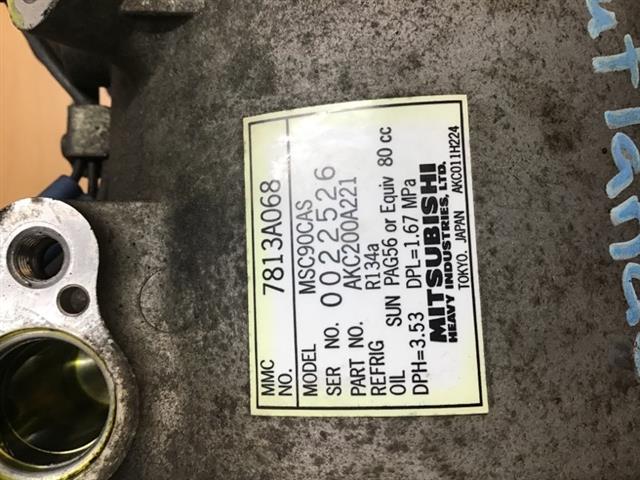 MMC NO. 7813A068
MODEL MSC90CAS
SER NO. 0022526
PART NO. AKC200A221
REFRIG R134a
OIL SUN PAG56 or Equiv 80 cc
DPH=3.53 DPL=1.67 MPa
MITSUBISHI
HEAVY INDUSTRIES, LTD.
TOKYO. JAPAN AKC011H224